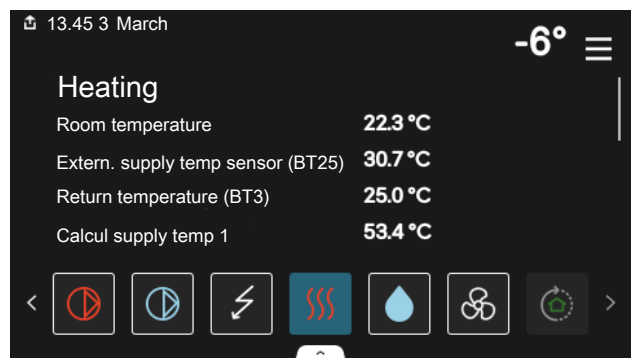 13.45 3 March
-6°
Heating
Room temperature 22.3 °C
Extern. supply temp sensor (BT25) 30.7 °C
Return temperature (BT3) 25.0 °C
Calcul supply temp 1 53.4 °C